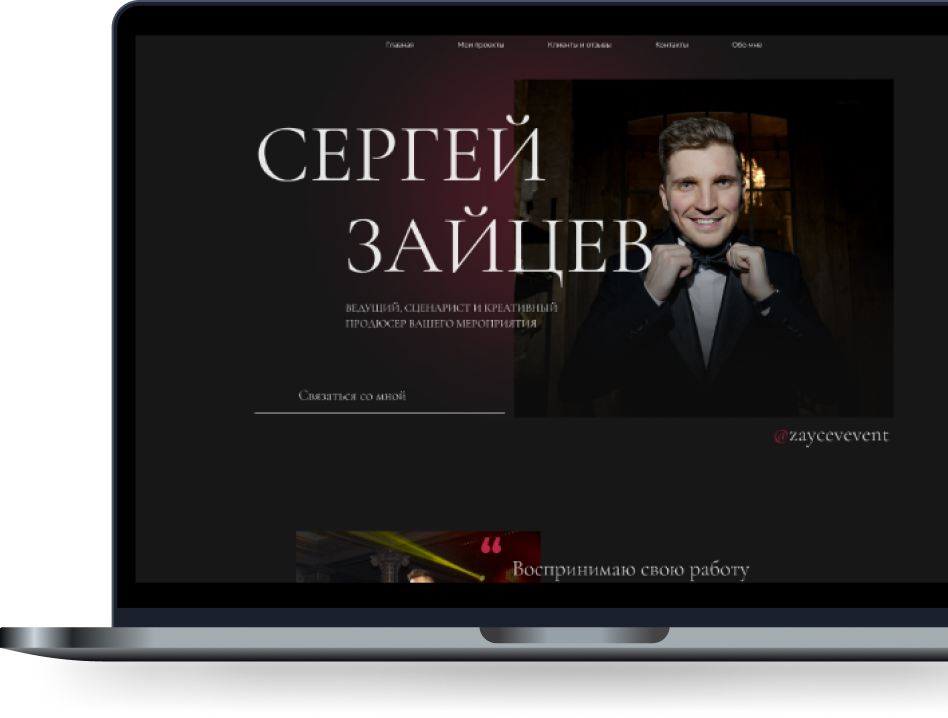 Главная Мои проекты Клиенты и отзывы Контакты Обо мне
СЕРГЕЙ
ЗАЙЦЕВ
ВЕДУЩИЙ, СЦЕНАРИСТ И КРЕАТИВНЫЙ
ПРОДЮСЕР ВАШЕГО МЕРОПРИЯТИЯ
Связаться со мной
@zaycevevent
“
Воспринимаю свою работу